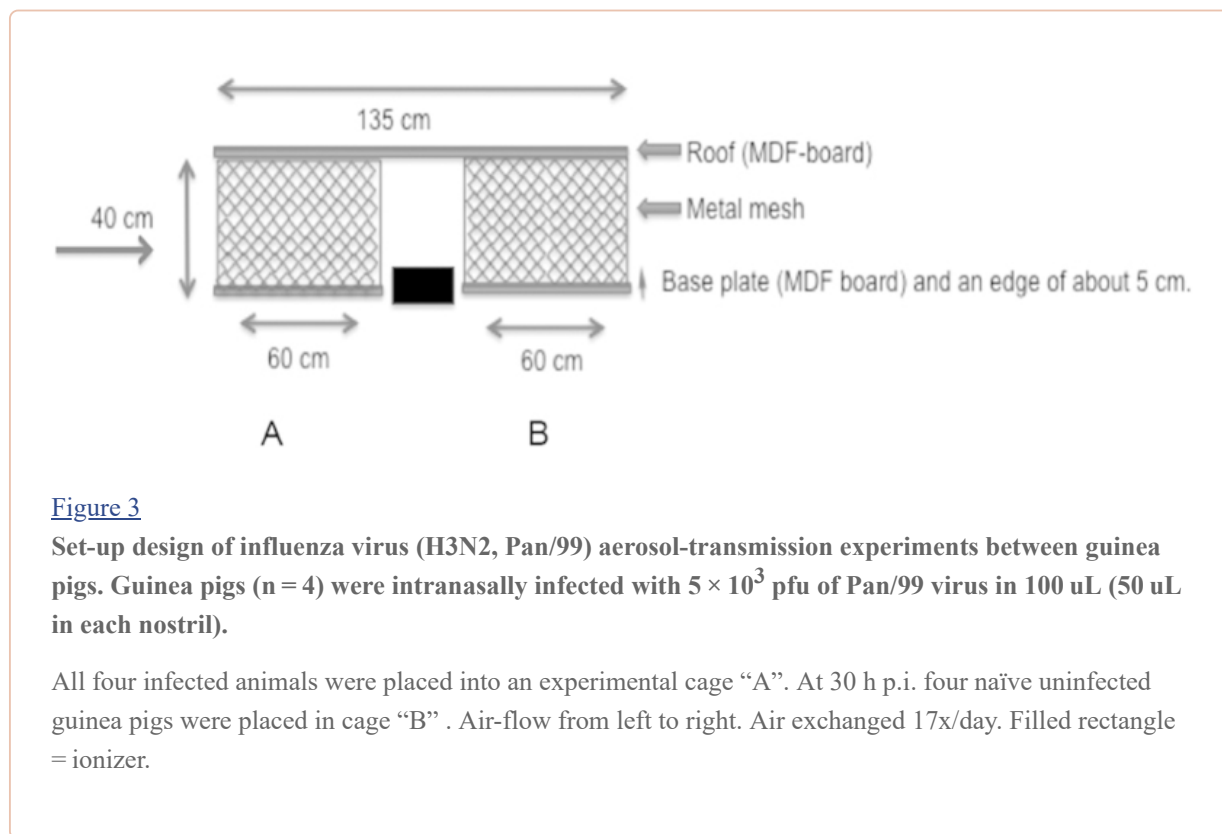 135 cm
Roof (MDF-board)
40 cm
Metal mesh
Base plate (MDF board) and an edge of about 5 cm.
60 cm
60 cm
A
B
Figure 3
Set-up design of influenza virus (H3N2, Pan/99) aerosol-transmission experiments between guinea
pigs. Guinea pigs (n = 4) were intranasally infected with 5 × 10³ pfu of Pan/99 virus in 100 uL (50 uL
in each nostril).
All four infected animals were placed into an experimental cage “A”. At 30 h p.i. four naïve uninfected
guinea pigs were placed in cage “B” . Air-flow from left to right. Air exchanged 17x/day. Filled rectangle
= ionizer.